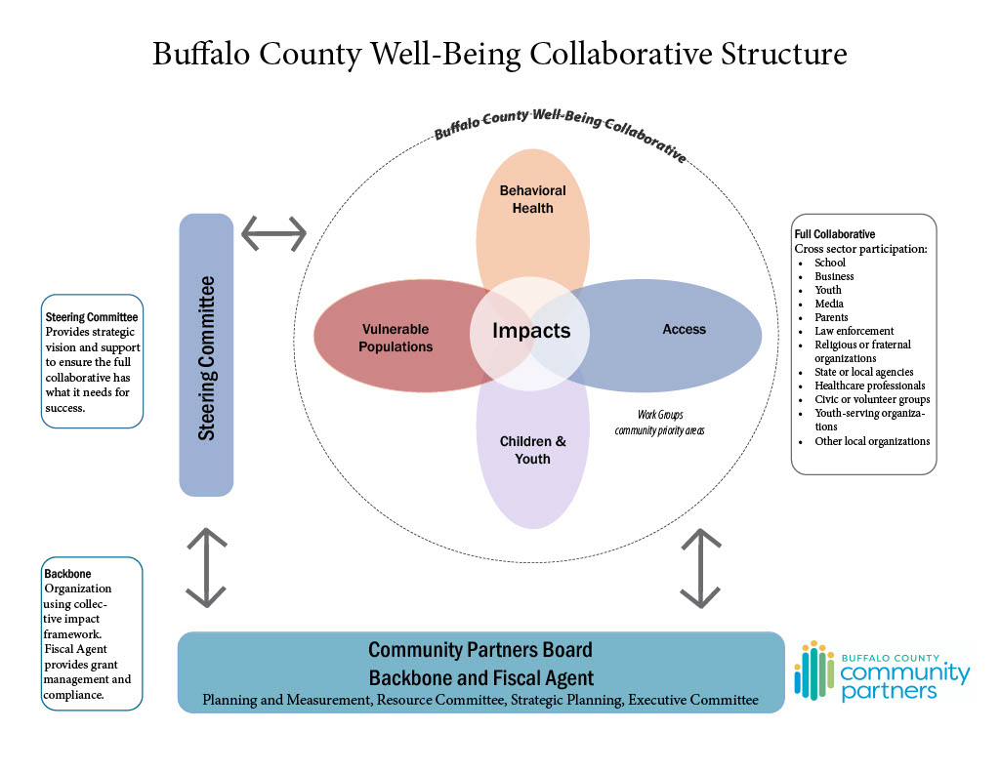 Buffalo County Well-Being Collaborative Structure
Buffalo County Well-Being Collaborative
Behavioral
Health
Vulnerable
Populations
Impacts
Access
Children &
Youth
Work Groups
community priority areas
Steering Committee
Steering Committee
Provides strategic
vision and support
to ensure the full
collaborative has
what it needs for
success.
Full Collaborative
Cross sector participation:
• School
• Business
• Youth
• Media
• Parents
• Law enforcement
• Religious or fraternal
organizations
• State or local agencies
• Healthcare professionals
• Civic or volunteer groups
• Youth-serving organiza-
tions
• Other local organizations
Backbone
Organization
using collec-
tive impact
framework.
Fiscal Agent
provides grant
management and
compliance.
Community Partners Board
Backbone and Fiscal Agent
Planning and Measurement, Resource Committee, Strategic Planning, Executive Committee
BUFFALO COUNTY
community
partners